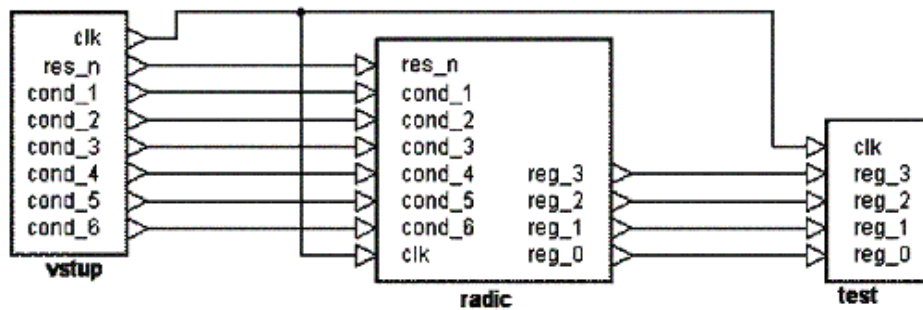 clk
res_n
cond_1
cond_2
cond_3
cond_4
cond_5
cond_6
vstup
res_n
cond_1
cond_2
cond_3
cond_4 reg_3
cond_5 reg_2
cond_6 reg_1
clk reg_0
radic
clk
reg_3
reg_2
reg_1
reg_0
test